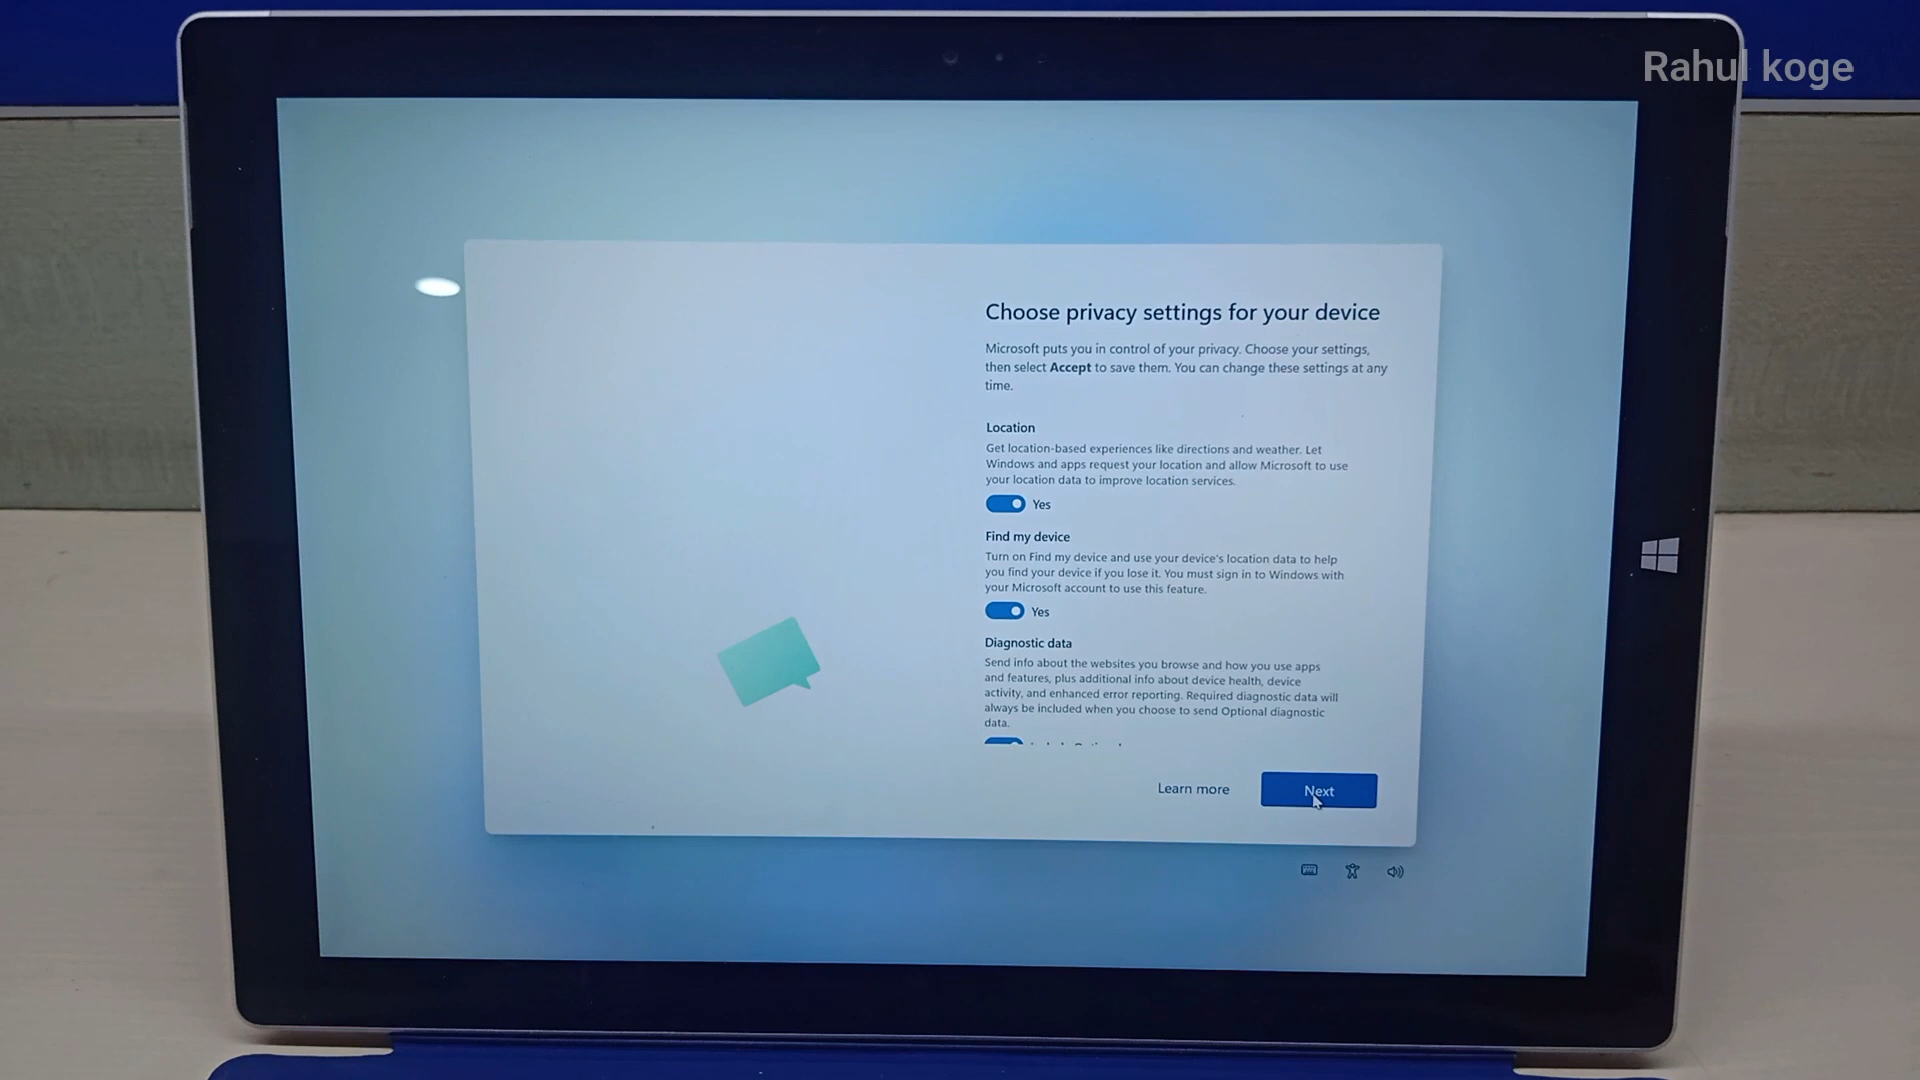 Rahul koge
Choose privacy settings for your device
Microsoft puts you in control of your privacy. Choose your settings,
then select Accept to save them. You can change these settings at any
time.
Location
Get location-based experiences like directions and weather. Let
Windows and apps request your location and allow Microsoft to use
your location data to improve location services.
Yes
Find my device
Turn on Find my device and use your device's location data to help
you find your device if you lose it. You must sign in to Windows with
your Microsoft account to use this feature.
Yes
Diagnostic data
Send info about the websites you browse and how you use apps
and features, plus additional info about device health, device
activity, and enhanced error reporting. Required diagnostic data will
always be included when you choose to send Optional diagnostic
data.
Learn more
Next